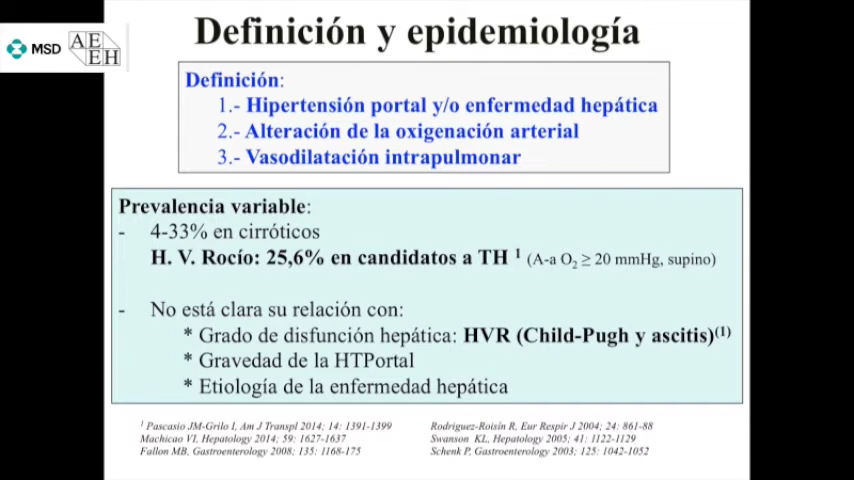 MSD
AE
EH
Definición y epidemiología
Definición:
1.- Hipertensión portal y/o enfermedad hepática
2.- Alteración de la oxigenación arterial
3.- Vasodilatación intrapulmonar
Prevalencia variable:
- 4-33% en cirróticos
H. V. Rocío: 25,6% en candidatos a TH ¹ (A-a O₂ ≥ 20 mmHg, supino)
- No está clara su relación con:
* Grado de disfunción hepática: HVR (Child-Pugh y ascitis)⁽¹⁾
* Gravedad de la HTPortal
* Etiología de la enfermedad hepática
¹ Pascasio JM-Grilo I, Am J Transpl 2014; 14: 1391-1399
Machicao VI, Hepatology 2014; 59: 1627-1637
Fallon MB, Gastroenterology 2008; 135: 1168-175
Rodriguez-Roisín R, Eur Respir J 2004; 24: 861-88
Swanson KL, Hepatology 2005; 41: 1122-1129
Schenk P, Gastroenterology 2003; 125: 1042-1052